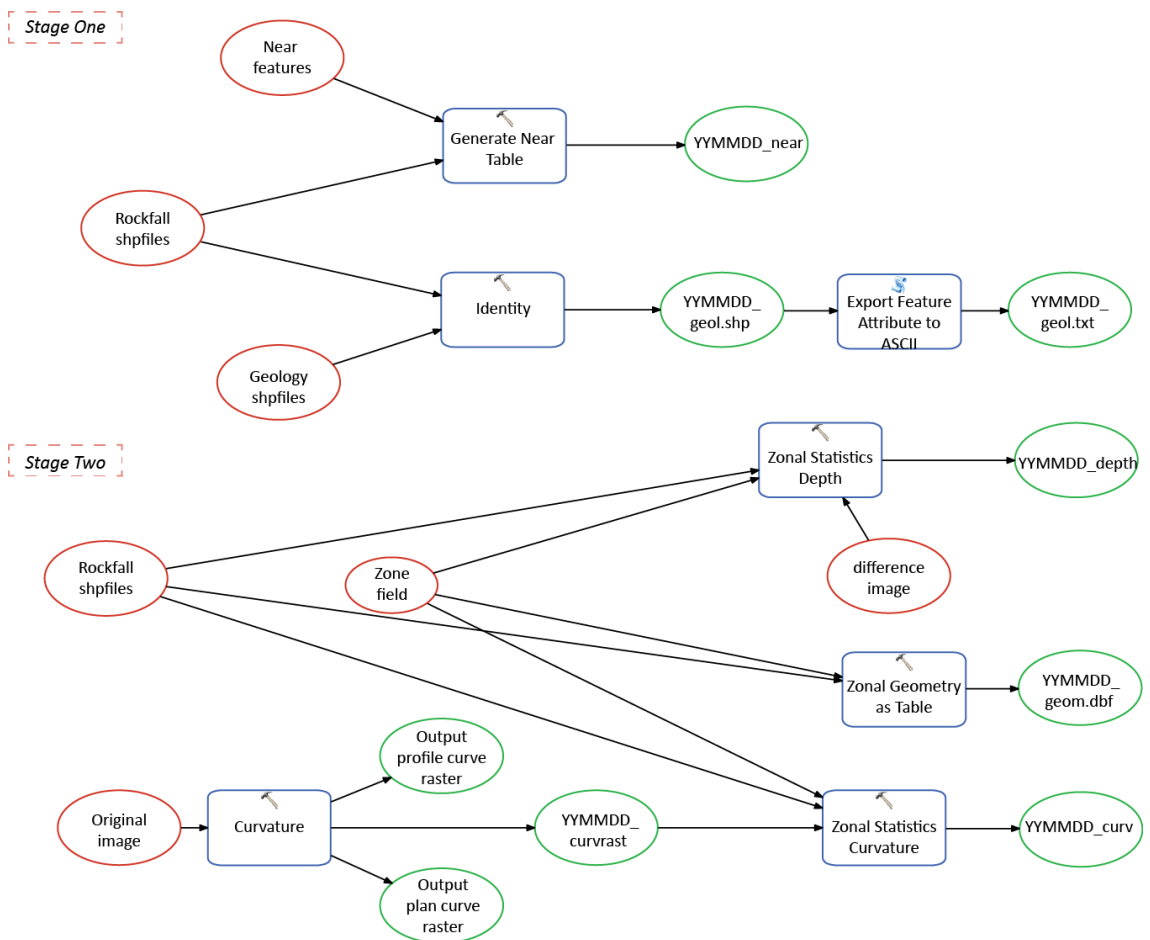 Stage One
Near
features
Generate Near
Table
YYMMDD_near
Rockfall
shpfiles
Identity
YYMMDD_
geol.shp
Export Feature
Attribute to
ASCII
YYMMDD_
geol.txt
Geology
shpfiles
Stage Two
Zonal Statistics
Depth
YYMMDD_depth
Rockfall
shpfiles
Zone
field
difference
image
Zonal Geometry
as Table
YYMMDD_
geom.dbf
Output
profile curve
raster
Original
image
Curvature
YYMMDD_
curvrast
Zonal Statistics
Curvature
YYMMDD_curv
Output
plan curve
raster